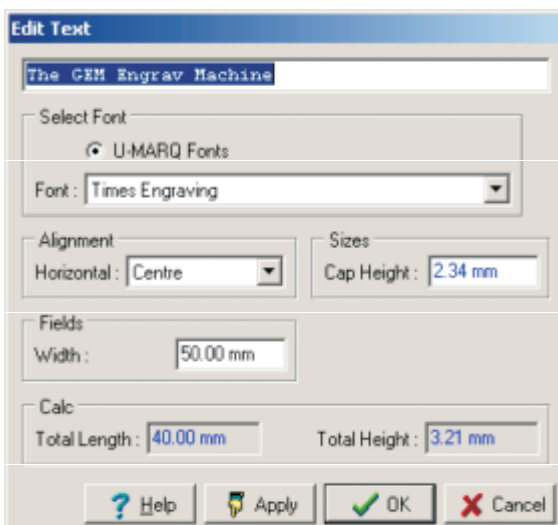 Edit Text
The GEM Engrav Machine
Select Font
U-MARQ Fonts
Font : Times Engraving
Alignment
Horizontal : Centre
Sizes
Cap Height : 2.34 mm
Fields
Width : 50.00 mm
Calc
Total Length : 40.00 mm Total Height : 3.21 mm
? Help Apply OK Cancel